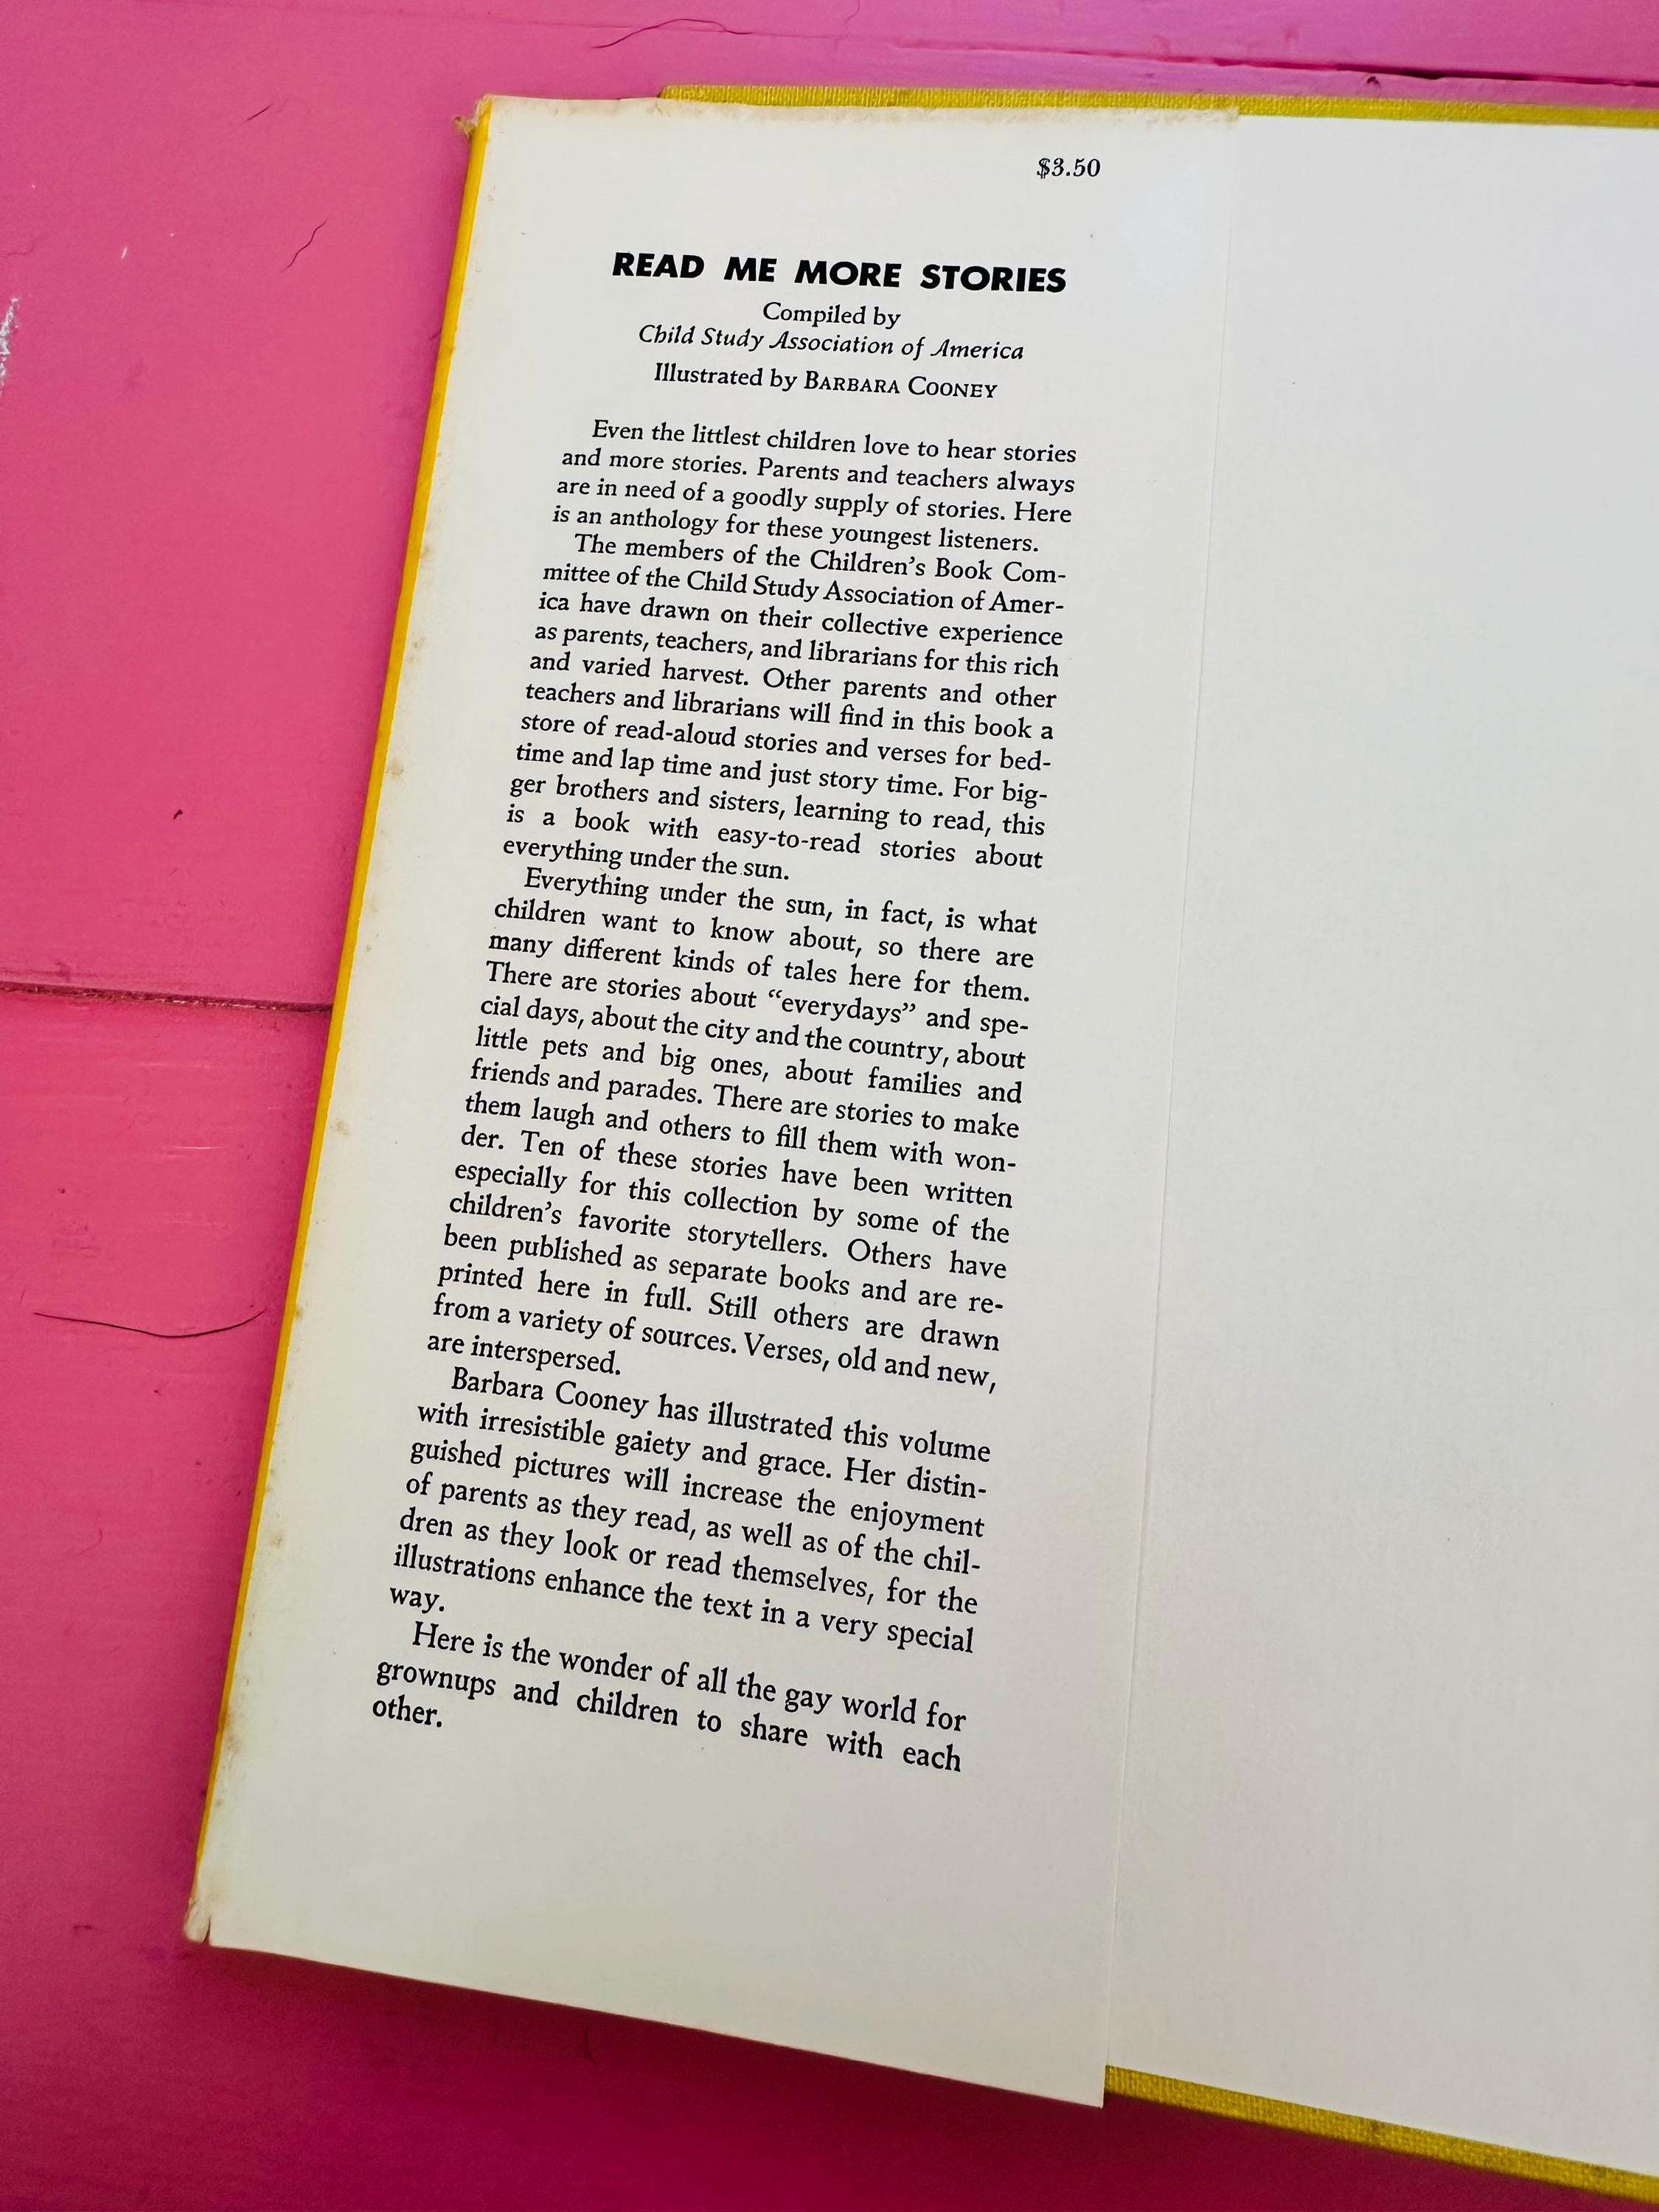 $3.50
READ ME MORE STORIES
Compiled by
Child Study Association of America
Illustrated by BARBARA COONEY
Even the littlest children love to hear stories
and more stories. Parents and teachers always
are in need of a goodly supply of stories. Here
is an anthology for these youngest listeners.
The members of the Children's Book Com-
mittee of the Child Study Association of Amer-
ica have drawn on their collective experience
as parents, teachers, and librarians for this rich
and varied harvest. Other parents and other
teachers and librarians will find in this book a
store of read-aloud stories and verses for bed-
time and lap time and just story time. For big-
ger brothers and sisters, learning to read, this
is a book with easy-to-read stories about
everything under the sun.
Everything under the sun, in fact, is what
children want to know about, so there are
many different kinds of tales here for them.
There are stories about “everydays” and spe-
cial days, about the city and the country, about
little pets and big ones, about families and
friends and parades. There are stories to make
them laugh and others to fill them with won-
der. Ten of these stories have been written
especially for this collection by some of the
children's favorite storytellers. Others have
been published as separate books and are re-
printed here in full. Still others are drawn
from a variety of sources. Verses, old and new,
are interspersed.
Barbara Cooney has illustrated this volume
with irresistible gaiety and grace. Her distin-
guished pictures will increase the enjoyment
of parents as they read, as well as of the chil-
dren as they look or read themselves, for the
illustrations enhance the text in a very special
way.
Here is the wonder of all the gay world for
grownups and children to share with each
other.